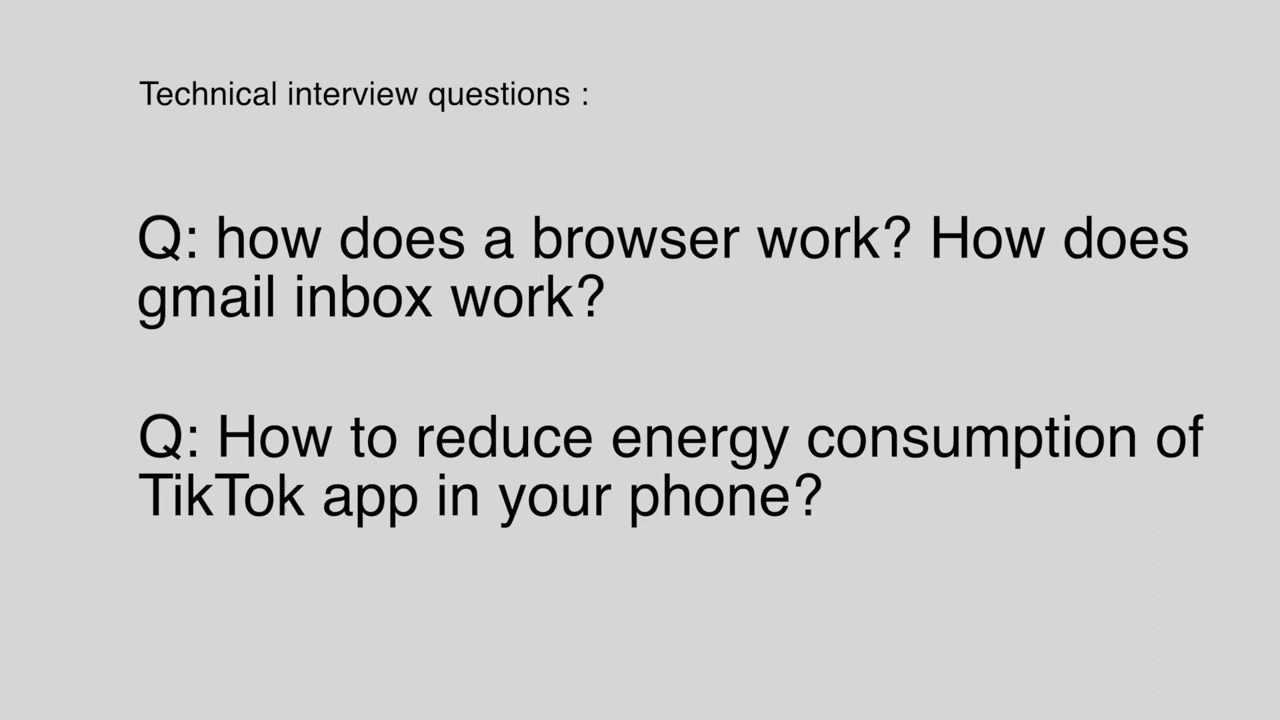 Technical interview questions :
Q: how does a browser work? How does
gmail inbox work?
Q: How to reduce energy consumption of
TikTok app in your phone?